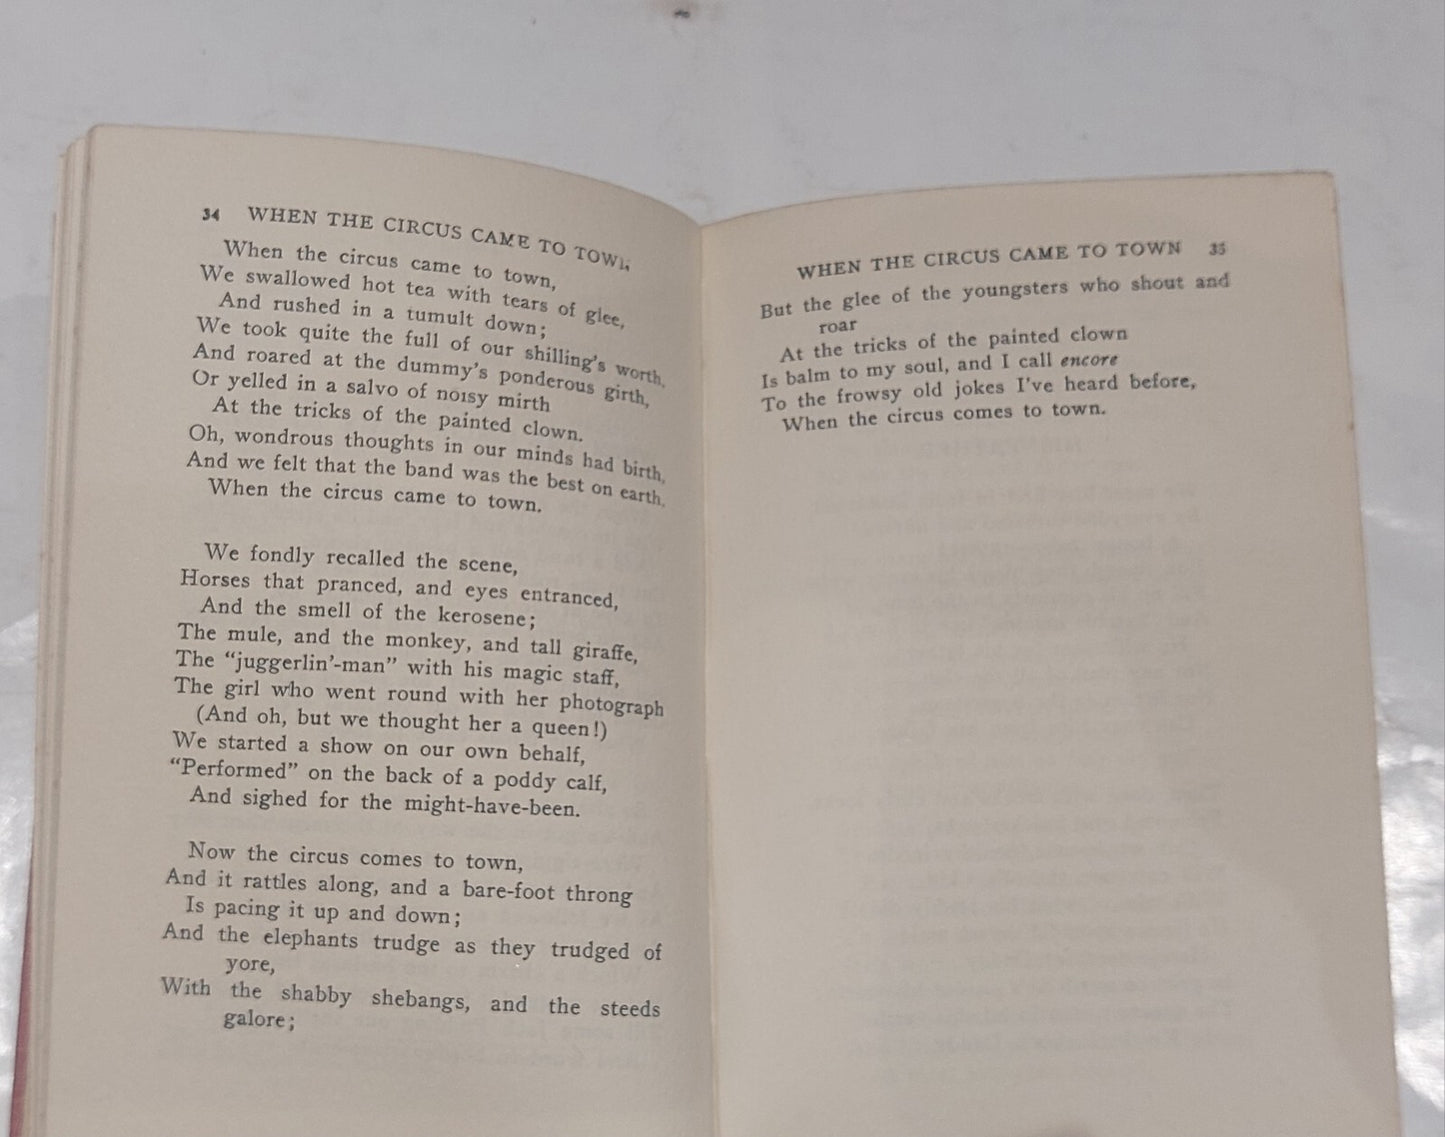 34 WHEN THE CIRCUS CAME TO TOWN
When the circus came to town,
We swallowed hot tea with tears of glee,
And rushed in a tumult down;
We took quite the full of our shilling's worth,
And roared at the dummy's ponderous girth,
Or yelled in a salvo of noisy mirth
At the tricks of the painted clown.
Oh, wondrous thoughts in our minds had birth,
And we felt that the band was the best on earth,
When the circus came to town.
We fondly recalled the scene,
Horses that pranced, and eyes entranced,
And the smell of the kerosene;
The mule, and the monkey, and tall giraffe,
The “juggerlin’-man” with his magic staff,
The girl who went round with her photograph
(And oh, but we thought her a queen!)
We started a show on our own behalf,
“Performed” on the back of a poddy calf,
And sighed for the might-have-been.
Now the circus comes to town,
And it rattles along, and a bare-foot throng
Is pacing it up and down;
And the elephants trudge as they trudged of
yore,
With the shabby shebangs, and the steeds
galore;
WHEN THE CIRCUS CAME TO TOWN 35
But the glee of the youngsters who shout and
roar
At the tricks of the painted clown
Is balm to my soul, and I call encore
To the frowsy old jokes I've heard before,
When the circus comes to town.